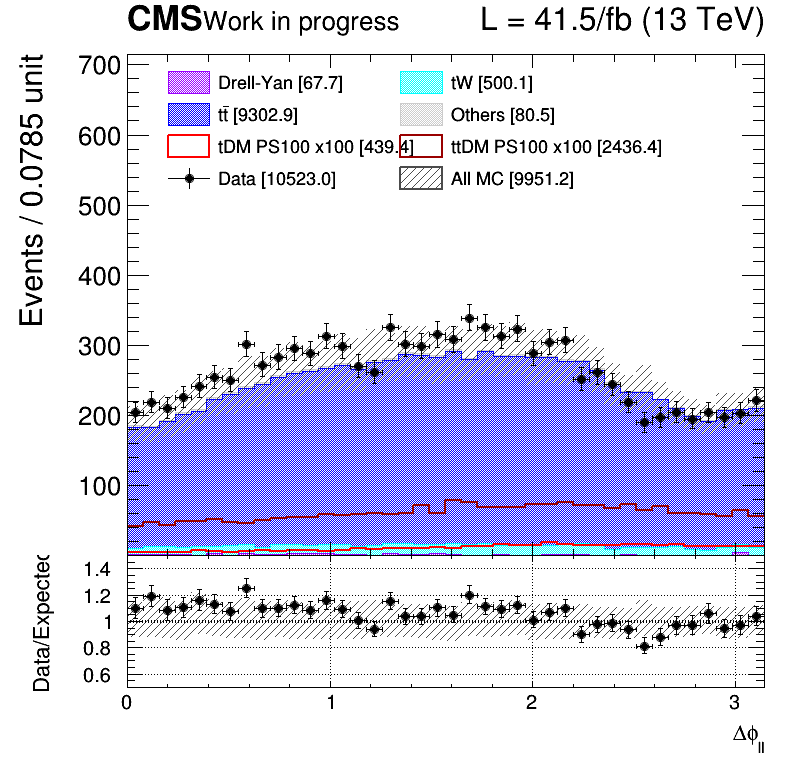 CMS Work in progress L = 41.5/fb (13 TeV)
Events / 0.0785 unit
700
600
500
400
300
200
100
Drell-Yan [67.7] tW [500.1]
tt̄ [9302.9] Others [80.5]
tDM PS100 x100 [439.4] ttDM PS100 x100 [2436.4]
Data [10523.0] All MC [9951.2]
Data/Expected
1.4
1.2
1
0.8
0.6
0 1 2 3
Δϕ_ll